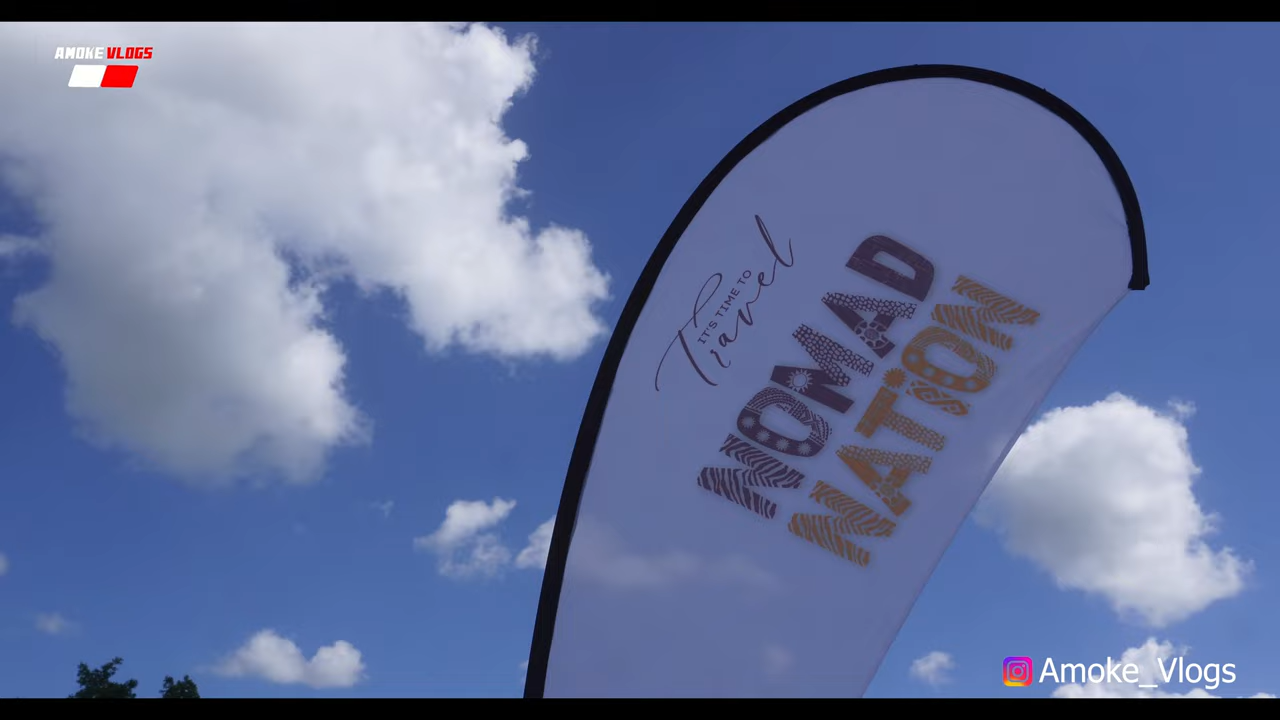 AMOKE VLOGS
IT'S TIME TO
Travel
NOMAD
NATION
Amoke_Vlogs